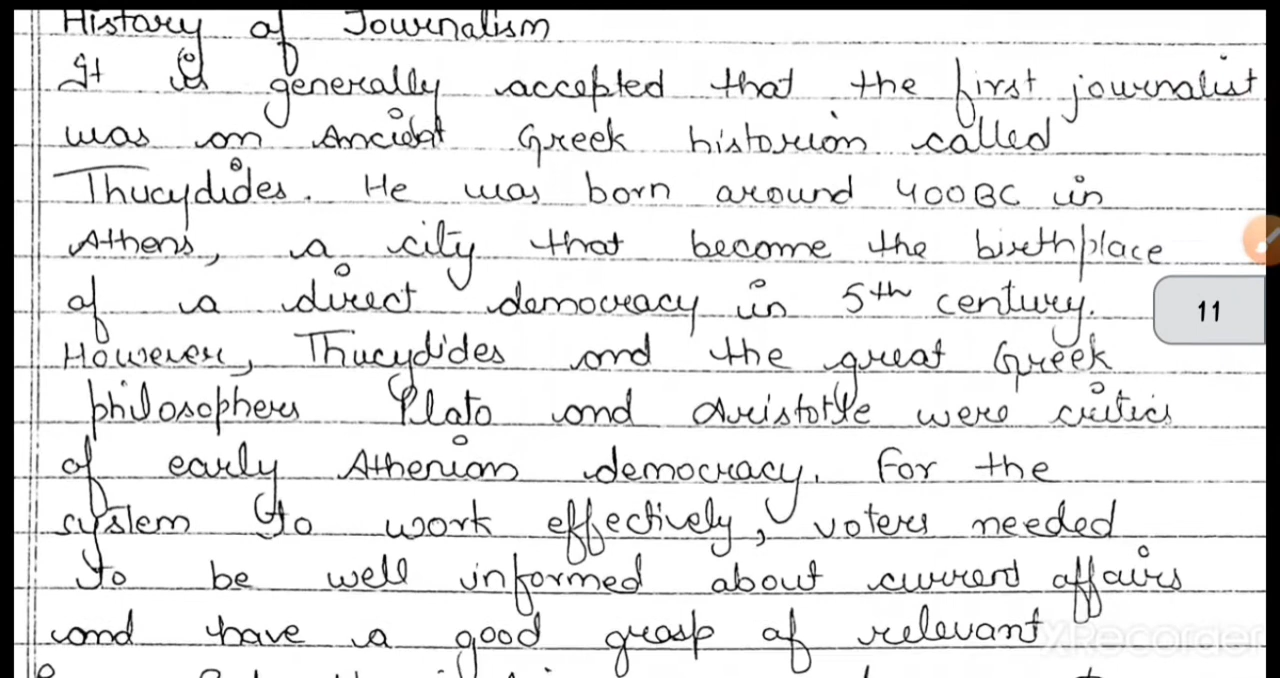 History of Journalism
It is generally accepted that the first journalist
was an Ancient Greek historian called
Thucydides. He was born around 400BC in
Athens, a city that become the birthplace
of a direct democracy in 5th century.
11
However, Thucydides and the great Greek
philosophers Plato and Aristotle were critics
of early Athenian democracy. For the
system to work effectively, voters needed
to be well informed about current affairs
and have a good grasp of relevant
XRecorder